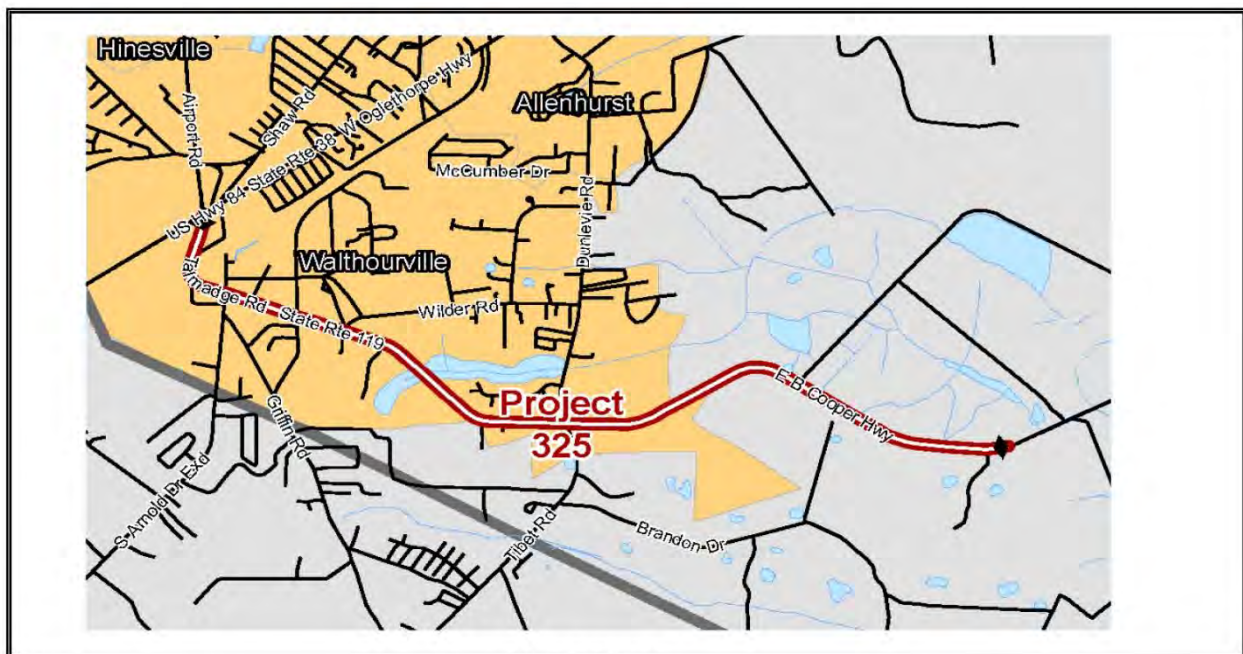 Hinesville
Allenhurst
Airport Rd
Shaw Rd
US Hwy 84 State Rte 38 W Oglethorpe Hwy
McCumber Dr
Dunlevie Rd
Walthourville
Talmadge Rd State Rte 119
Wilder Rd
E B Cooper Hwy
Project
325
Griffin Rd
S Arnold Dr Exd
Tibet Rd
Brandon Dr